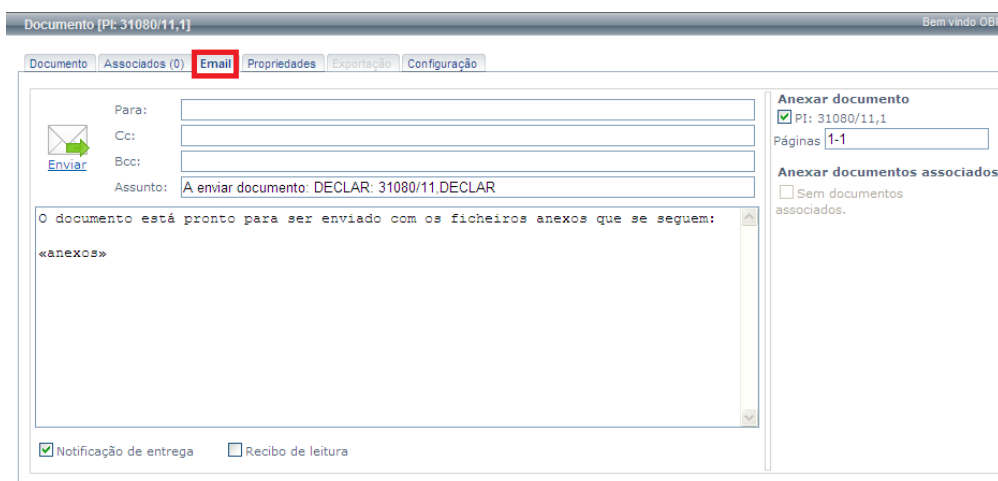 Documento [PI: 31080/11,1]
Bem vindo
Documento Associados (0) Email Propriedades Exportação Configuração
Para:
Cc:
Bcc:
Enviar
Assunto: A enviar documento: DECLAR: 31080/11,DECLAR
O documento está pronto para ser enviado com os ficheiros anexos que se seguem:
«anexos»
Notificação de entrega Recibo de leitura
Anexar documento
PI: 31080/11,1
Páginas 1-1
Anexar documentos associados
Sem documentos
associados.